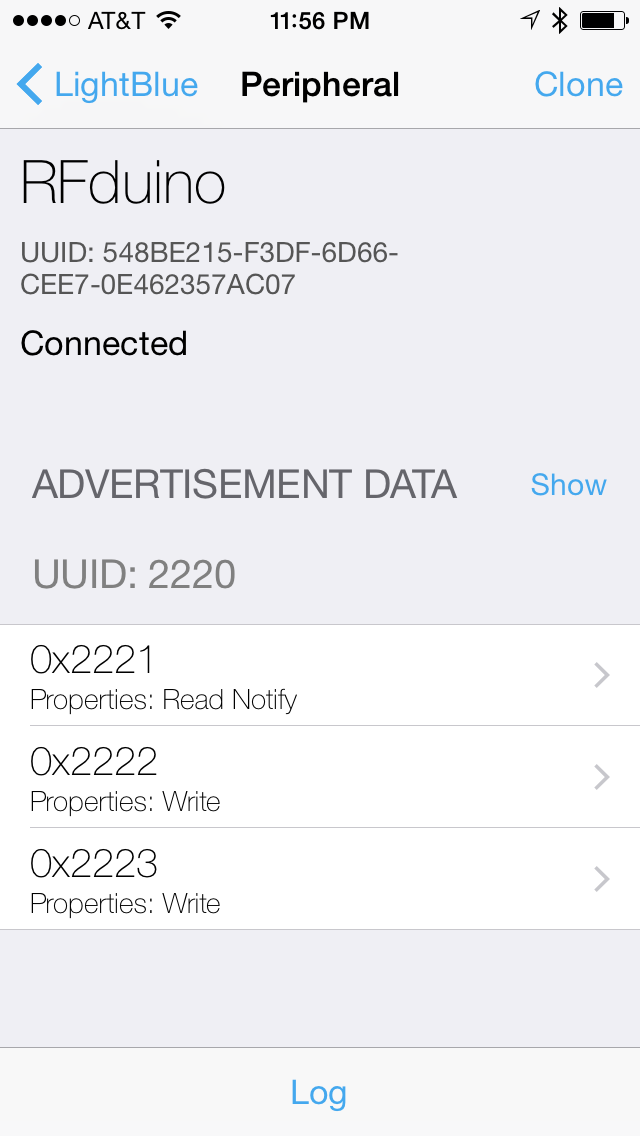 AT&T 11:56 PM
LightBlue Peripheral Clone
RFduino
UUID: 548BE215-F3DF-6D66-
CEE7-0E462357AC07
Connected
ADVERTISEMENT DATA Show
UUID: 2220
0x2221
Properties: Read Notify
0x2222
Properties: Write
0x2223
Properties: Write
Log